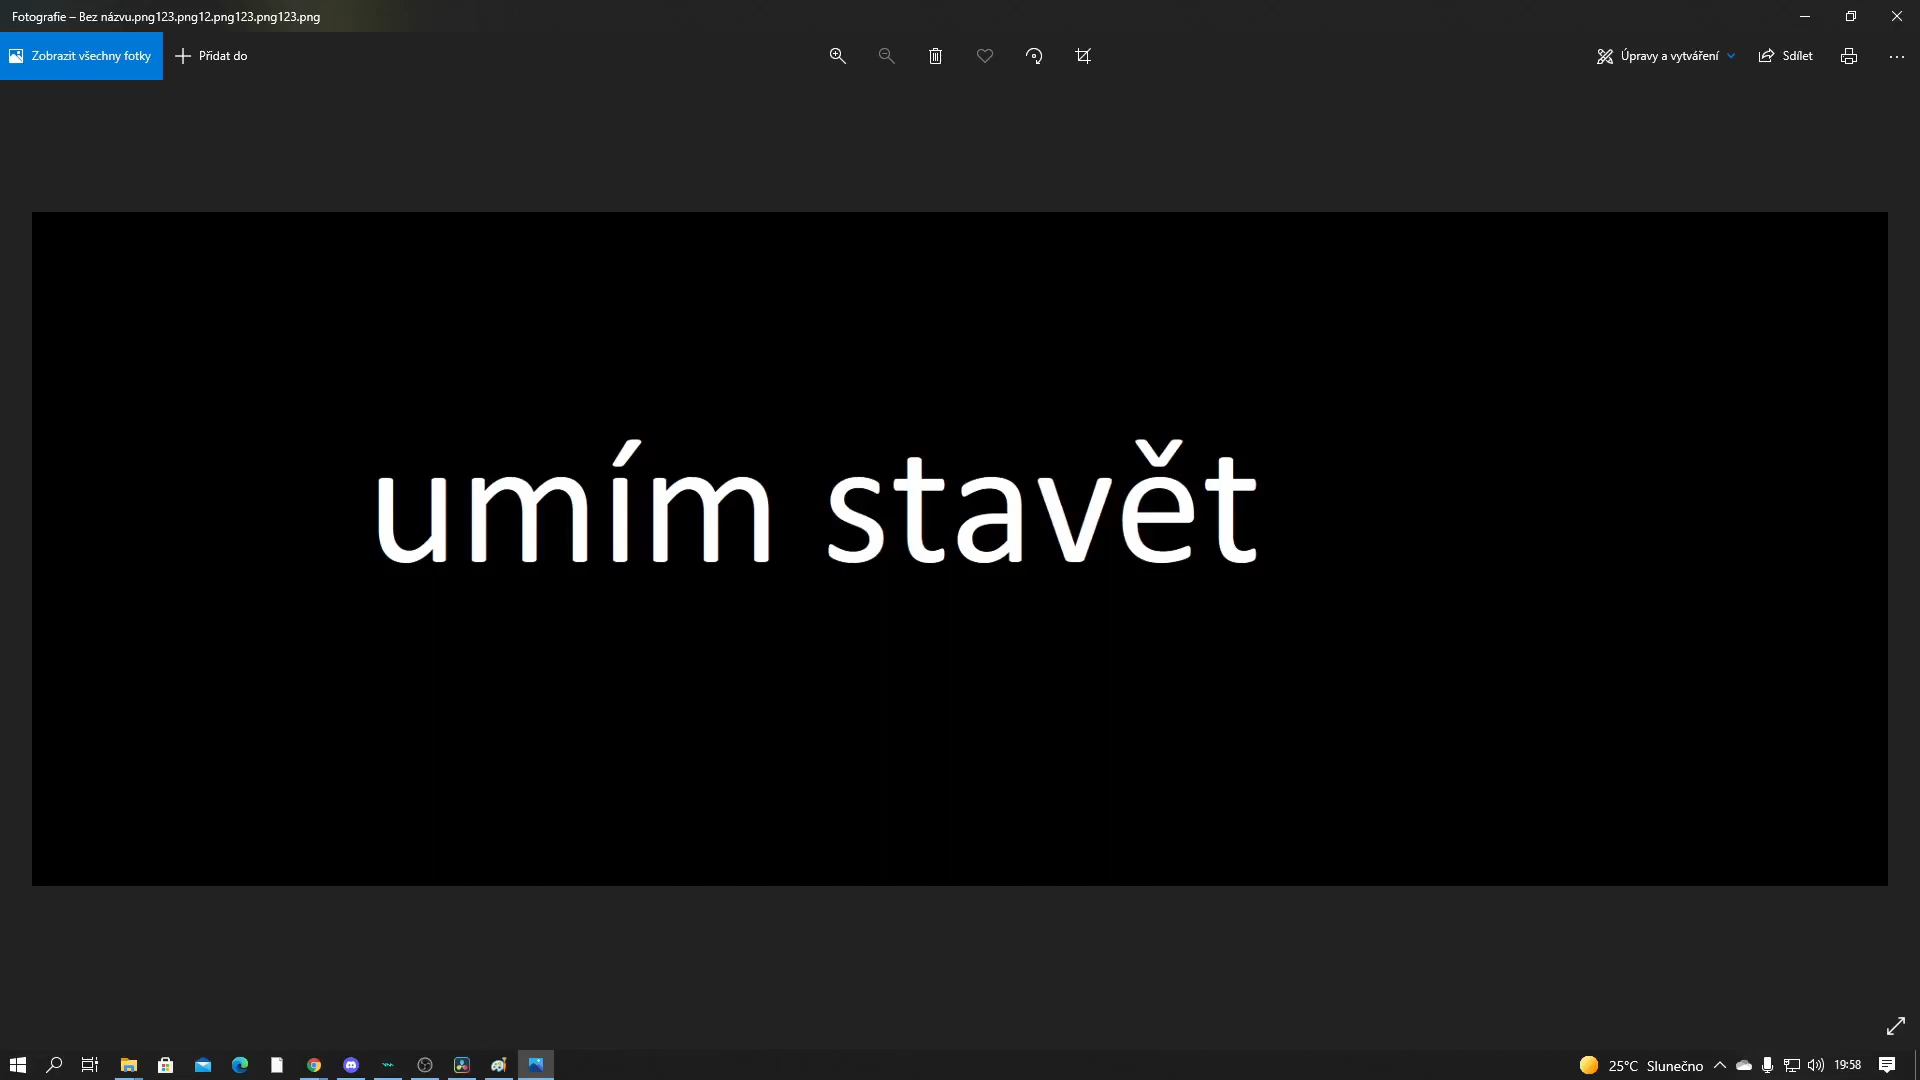 Fotografie – Bez názvu.png123.png12.png123.png123.png
Zobrazit všechny fotky
Přidat do
Úpravy a vytváření
Sdílet
umím stavět
25°C Slunečno
19:58